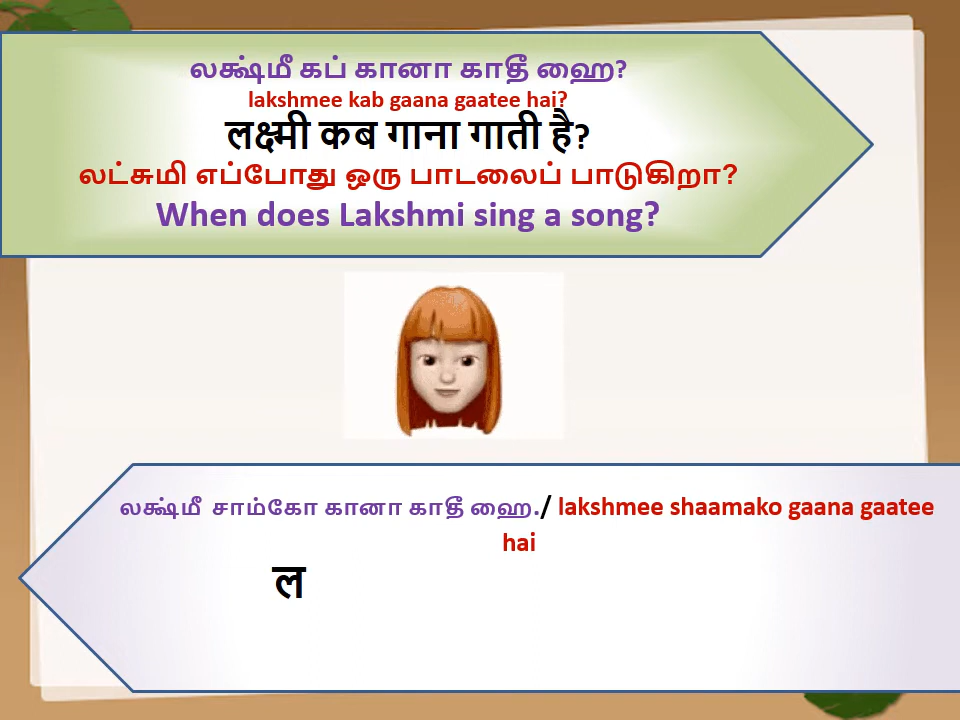 லக்ஷ்மீ கப் கானா காதீ ஹை?
lakshmee kab gaana gaatee hai?
लक्ष्मी कब गाना गाती है?
லட்சுமி எப்போது ஒரு பாடலைப் பாடுகிறா?
When does Lakshmi sing a song?
லக்ஷ்மீ சாம்கோ கானா காதீ ஹை./ lakshmee shaamako gaana gaatee
hai
ल